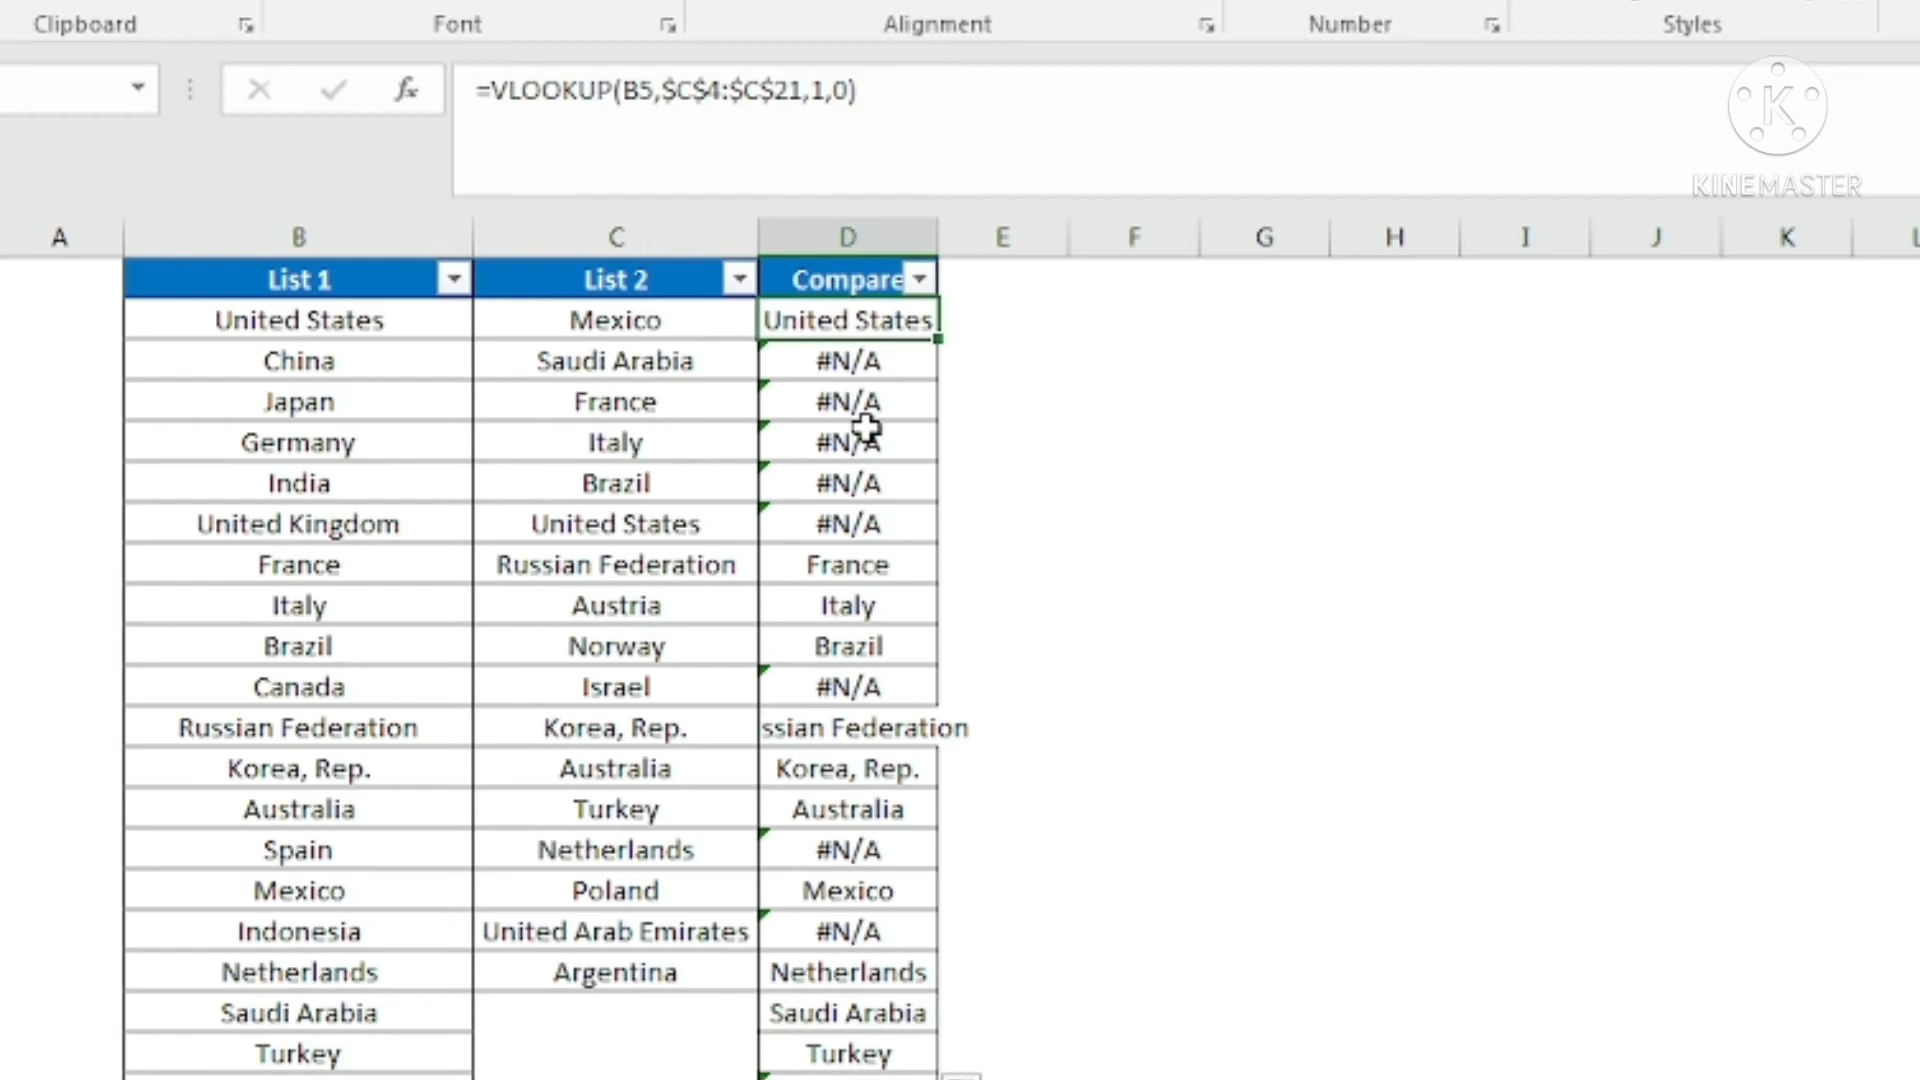 Clipboard Font Alignment Number Styles
fx =VLOOKUP(B5,$C$4:$C$21,1,0)
K
KINEMASTER
A B C D E F G H I J K L
List 1 List 2 Compare
United States Mexico United States
China Saudi Arabia #N/A
Japan France #N/A
Germany Italy #N/A
India Brazil #N/A
United Kingdom United States #N/A
France Russian Federation France
Italy Austria Italy
Brazil Norway Brazil
Canada Israel #N/A
Russian Federation Korea, Rep. ssian Federation
Korea, Rep. Australia Korea, Rep.
Australia Turkey Australia
Spain Netherlands #N/A
Mexico Poland Mexico
Indonesia United Arab Emirates #N/A
Netherlands Argentina Netherlands
Saudi Arabia Saudi Arabia
Turkey Turkey